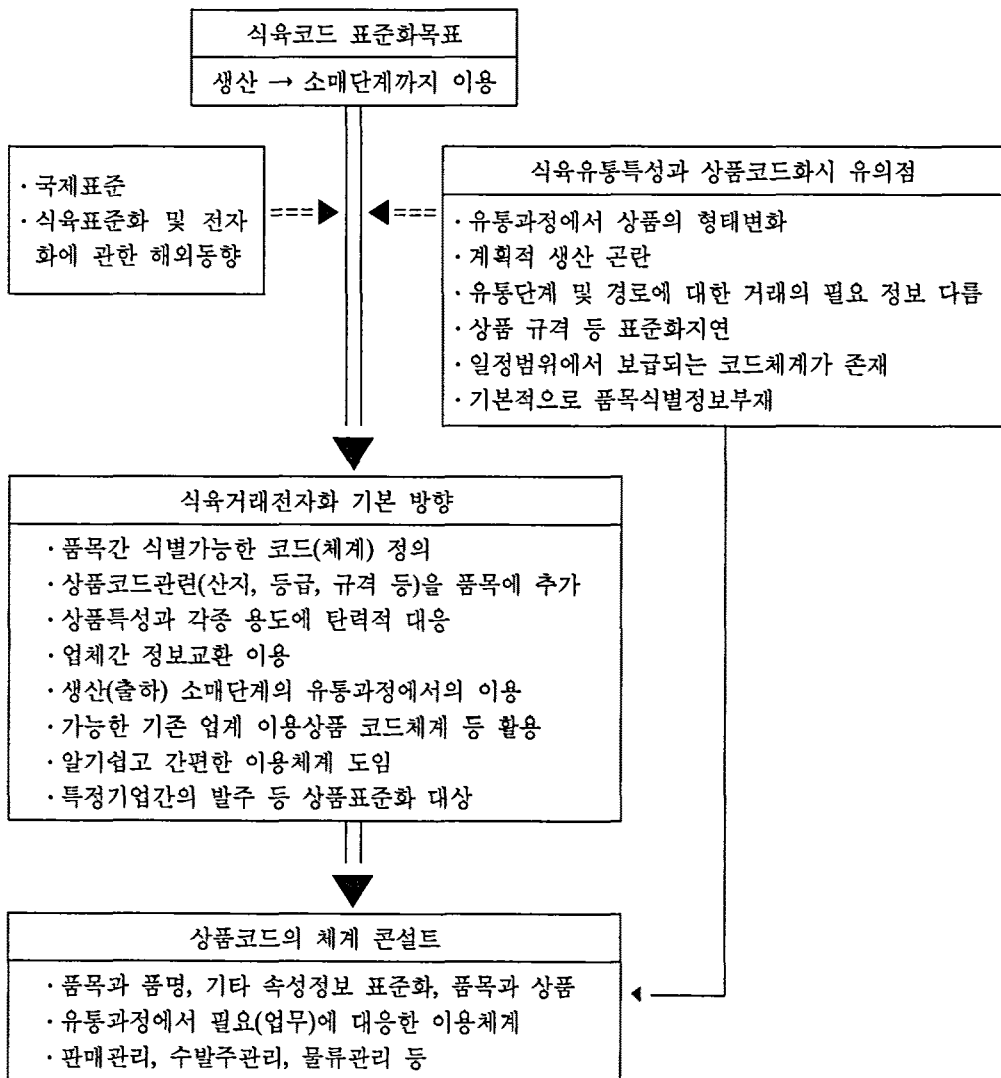 식육코드 표준화목표
생산 → 소매단계까지 이용
· 국제표준
· 식육표준화 및 전자
화에 관한 해외동향
식육유통특성과 상품코드화시 유의점
· 유통과정에서 상품의 형태변화
· 계획적 생산 곤란
· 유통단계 및 경로에 대한 거래의 필요 정보 다름
· 상품 규격 등 표준화지연
· 일정범위에서 보급되는 코드체계가 존재
· 기본적으로 품목식별정보부재
식육거래전자화 기본 방향
· 품목간 식별가능한 코드(체계) 정의
· 상품코드관련(산지, 등급, 규격 등)을 품목에 추가
· 상품특성과 각종 용도에 탄력적 대응
· 업체간 정보교환 이용
· 생산(출하) 소매단계의 유통과정에서의 이용
· 가능한 기존 업계 이용상품 코드체계 등 활용
· 알기쉽고 간편한 이용체계 도임
· 특정기업간의 발주 등 상품표준화 대상
상품코드의 체계 콘설트
· 품목과 품명, 기타 속성정보 표준화, 품목과 상품
· 유통과정에서 필요(업무)에 대응한 이용체계
· 판매관리, 수발주관리, 물류관리 등